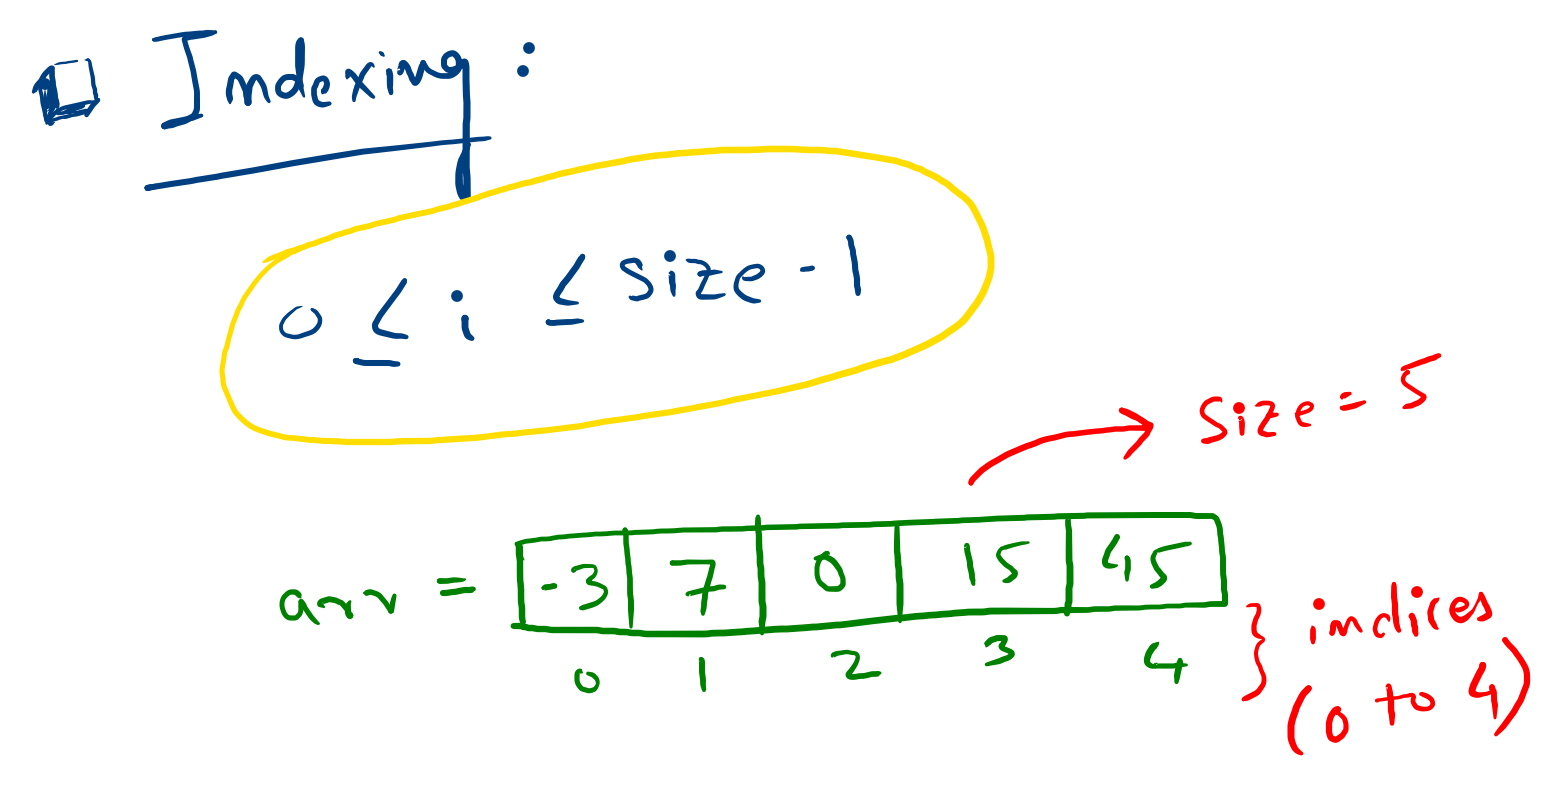 Indexing :
0 ≤ i ≤ size - 1
size = 5
arr = -3 7 0 15 45
0 1 2 3 4
} indices
(0 to 4)